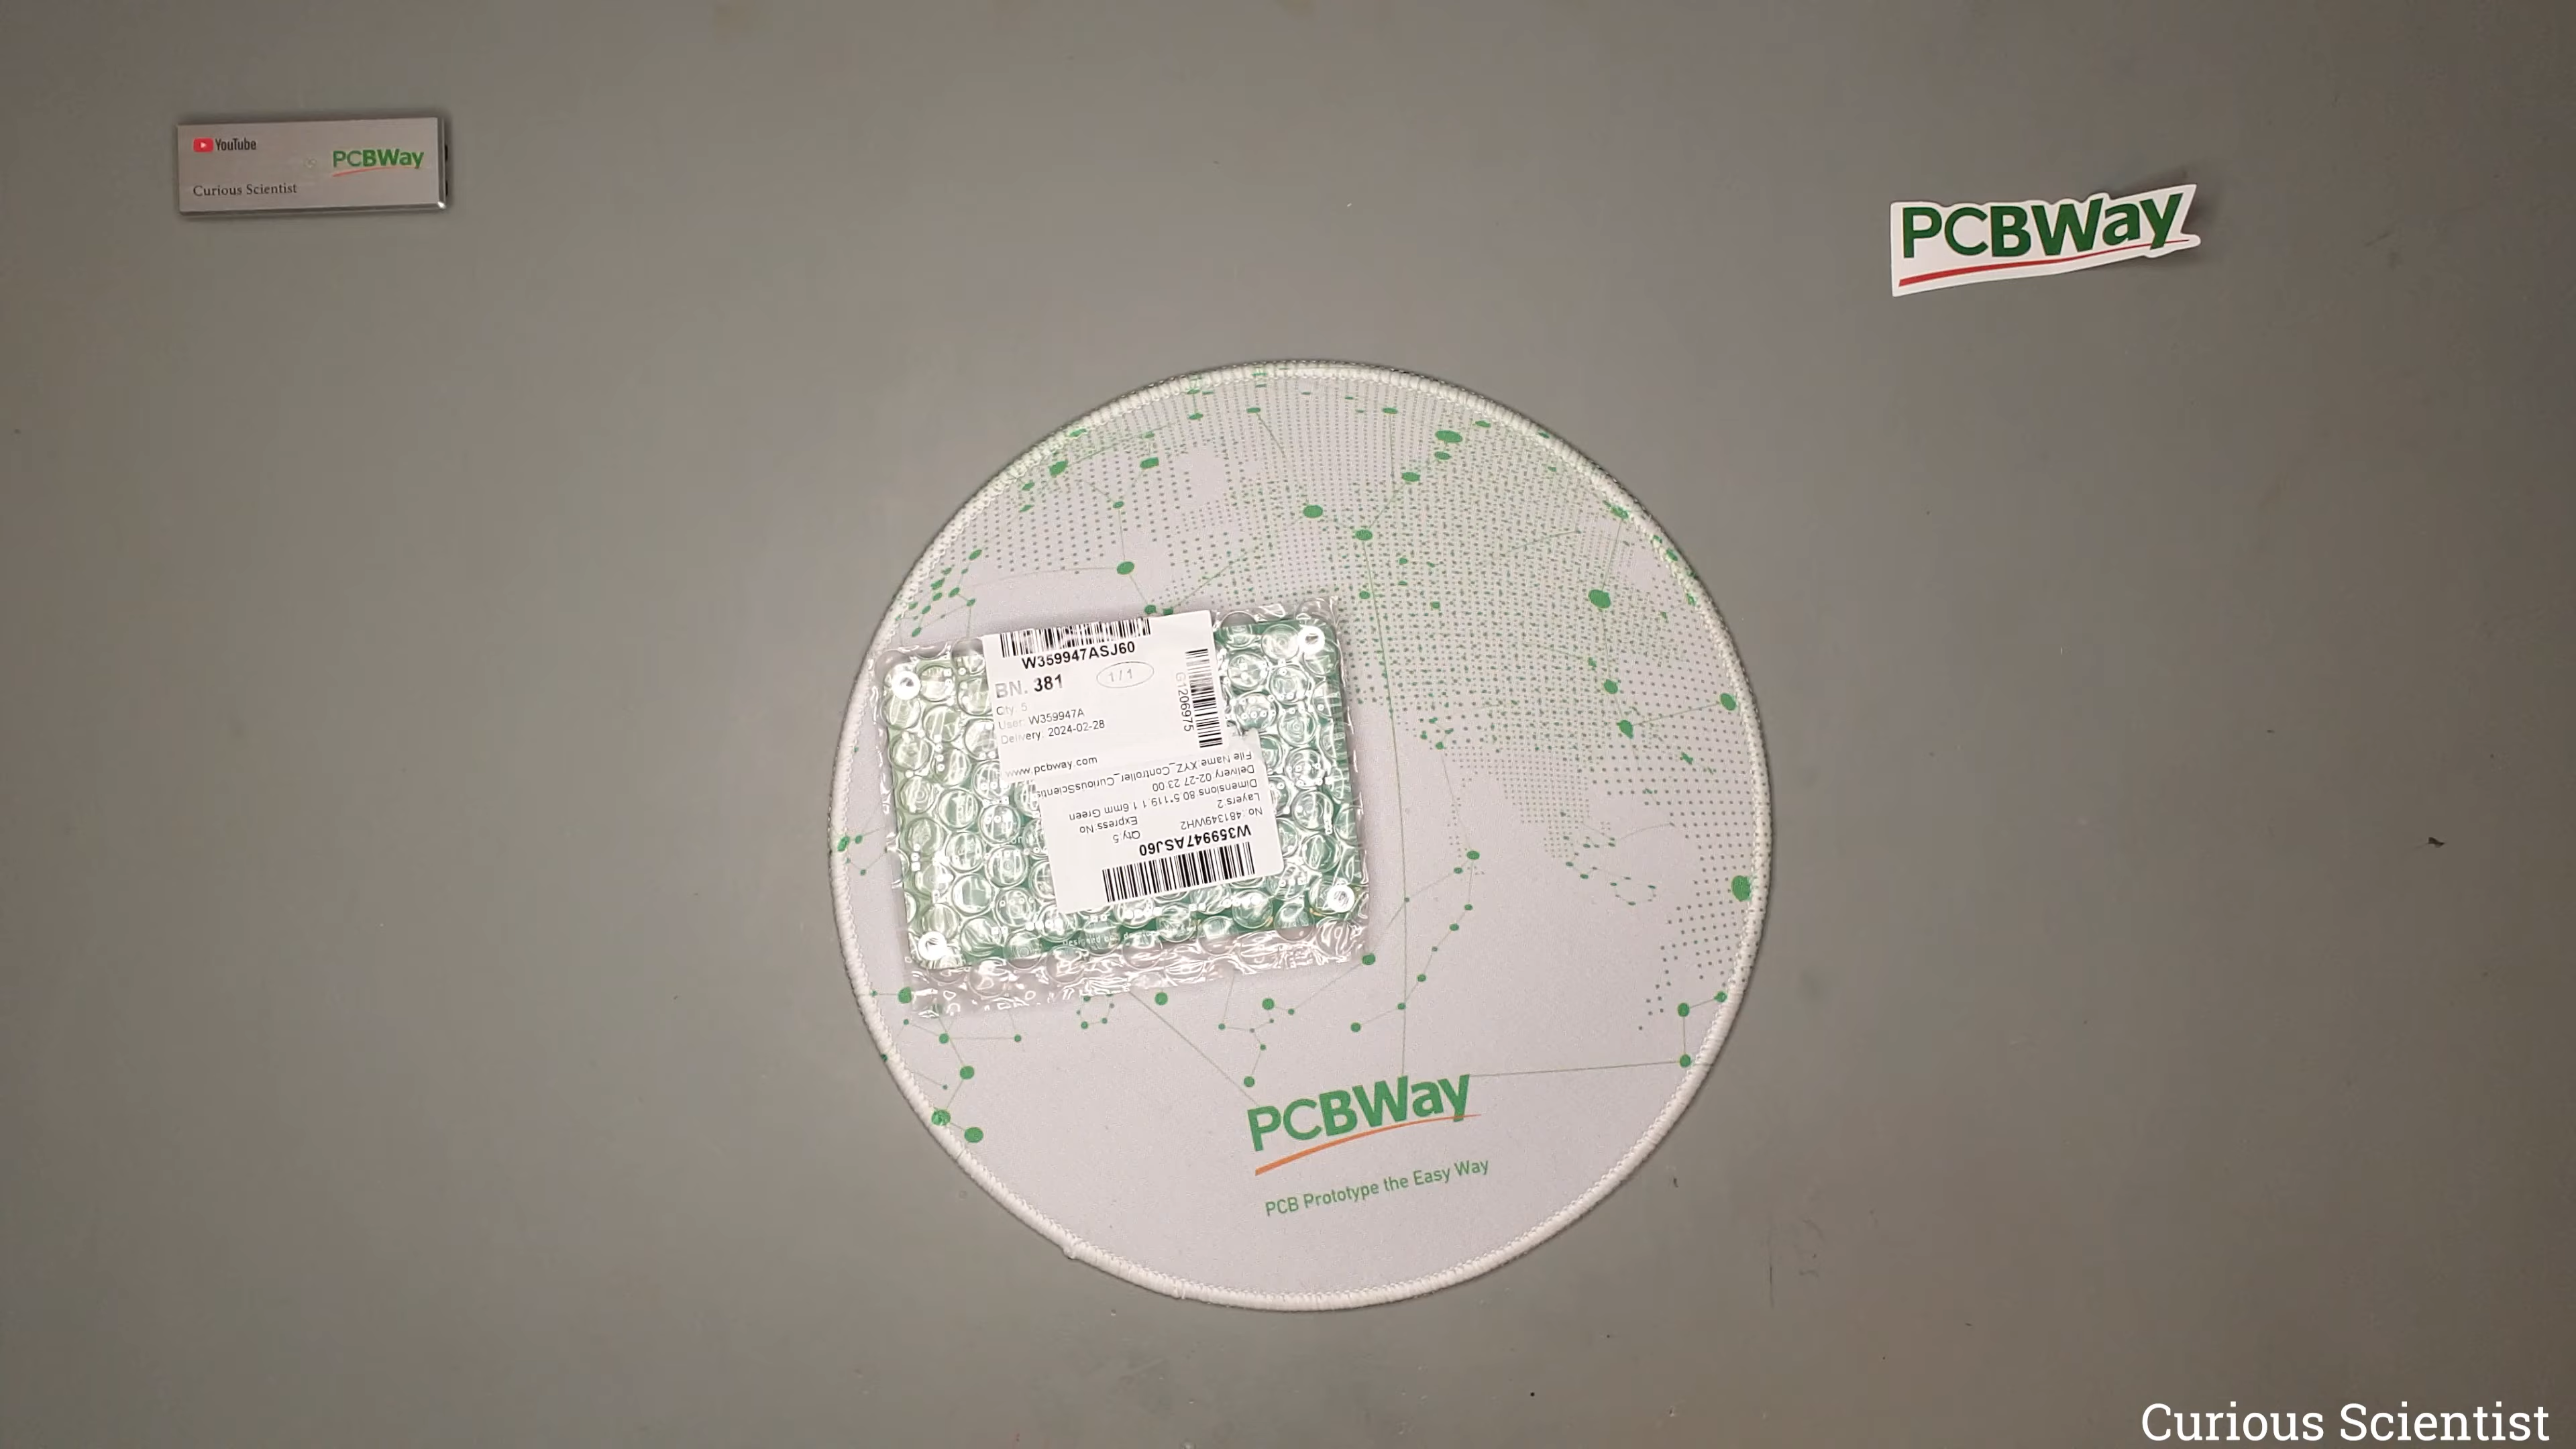 YouTube
PCBWay
Curious Scientist
PCBWay
W359947ASJ60
BN. 381
1/1
Qty: 5
User: W359947A
Delivery: 2024-02-28
G1206975
www.pcbway.com
W359947ASJ60
No :481349WH2
Qty.5
Layers 2
Express No
Dimensions 80.5*119.1 1.6mm Green
Delivery 02-27 23:00
File Name XYZ_Controller_CuriousScientis
PCBWay
PCB Prototype the Easy Way
Curious Scientist